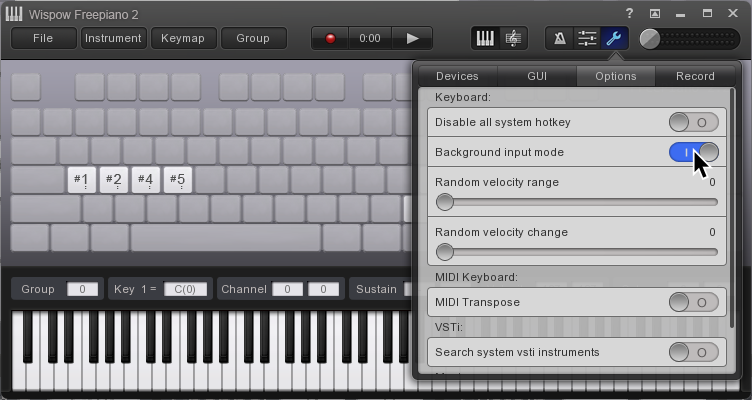 Wispow Freepiano 2
?
File Instrument Keymap Group 0:00
Devices GUI Options Record
Keyboard:
Disable all system hotkey O
Background input mode I
Random velocity range 0
Random velocity change 0
MIDI Keyboard:
MIDI Transpose O
VSTi:
Search system vsti instruments O
#1 #2 #4 #5
Group 0 Key 1 = C(0) Channel 0 0 Sustain